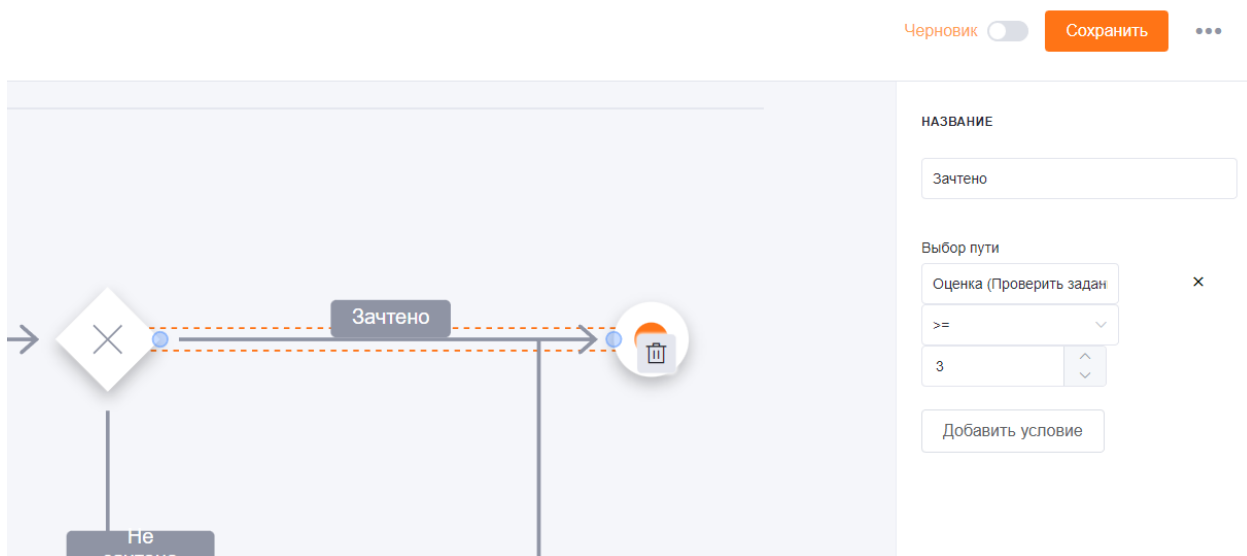 Черновик
Сохранить
НАЗВАНИЕ
Зачтено
Выбор пути
Оценка (Проверить задан
>=
3
Добавить условие
Зачтено
Не